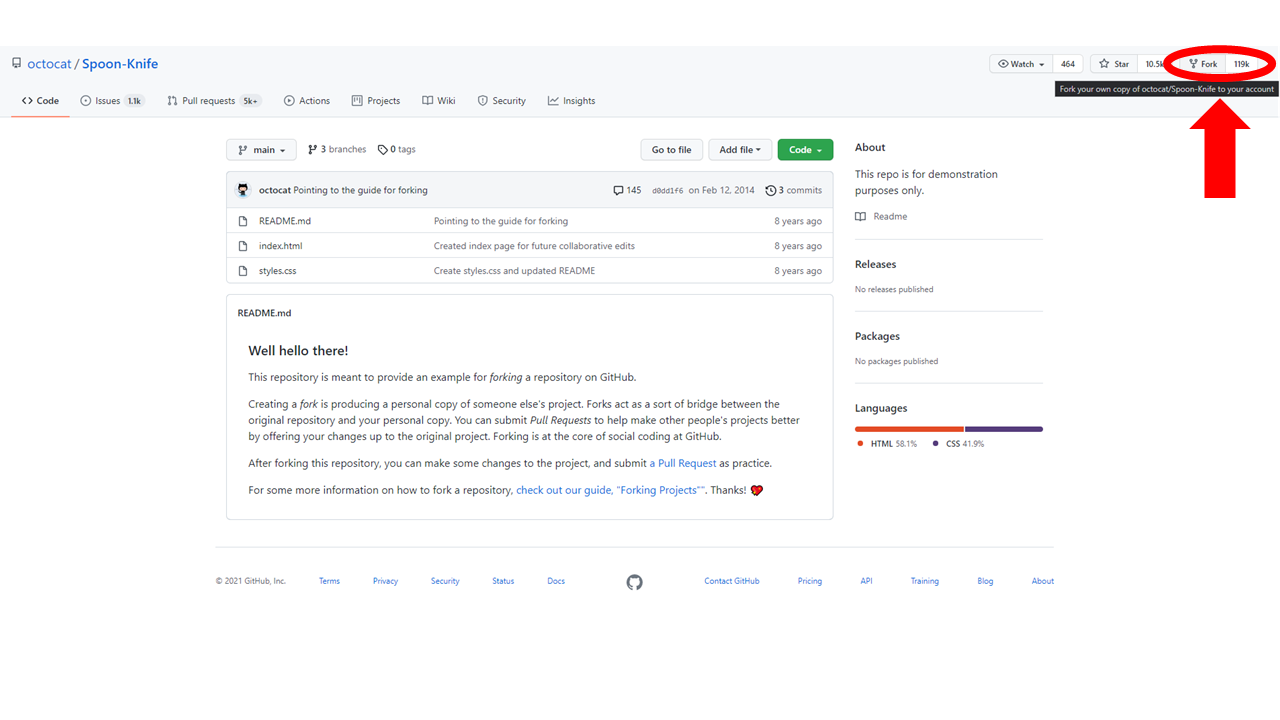 octocat / Spoon-Knife
Watch 464 Star 10.5k Fork 119k
Code Issues 1.1k Pull requests 5k+ Actions Projects Wiki Security Insights
Fork your own copy of octocat/Spoon-Knife to your account
main 3 branches 0 tags Go to file Add file Code
octocat Pointing to the guide for forking 145 d0dd1f6 on Feb 12, 2014 3 commits
README.md Pointing to the guide for forking 8 years ago
index.html Created index page for future collaborative edits 8 years ago
styles.css Create styles.css and updated README 8 years ago
README.md
Well hello there!
This repository is meant to provide an example for forking a repository on GitHub.
Creating a fork is producing a personal copy of someone else's project. Forks act as a sort of bridge between the
original repository and your personal copy. You can submit Pull Requests to help make other people's projects better
by offering your changes up to the original project. Forking is at the core of social coding at GitHub.
After forking this repository, you can make some changes to the project, and submit a Pull Request as practice.
For some more information on how to fork a repository, check out our guide, "Forking Projects"". Thanks!
About
This repo is for demonstration
purposes only.
Readme
Releases
No releases published
Packages
No packages published
Languages
HTML 58.1% CSS 41.9%
© 2021 GitHub, Inc. Terms Privacy Security Status Docs Contact GitHub Pricing API Training Blog About